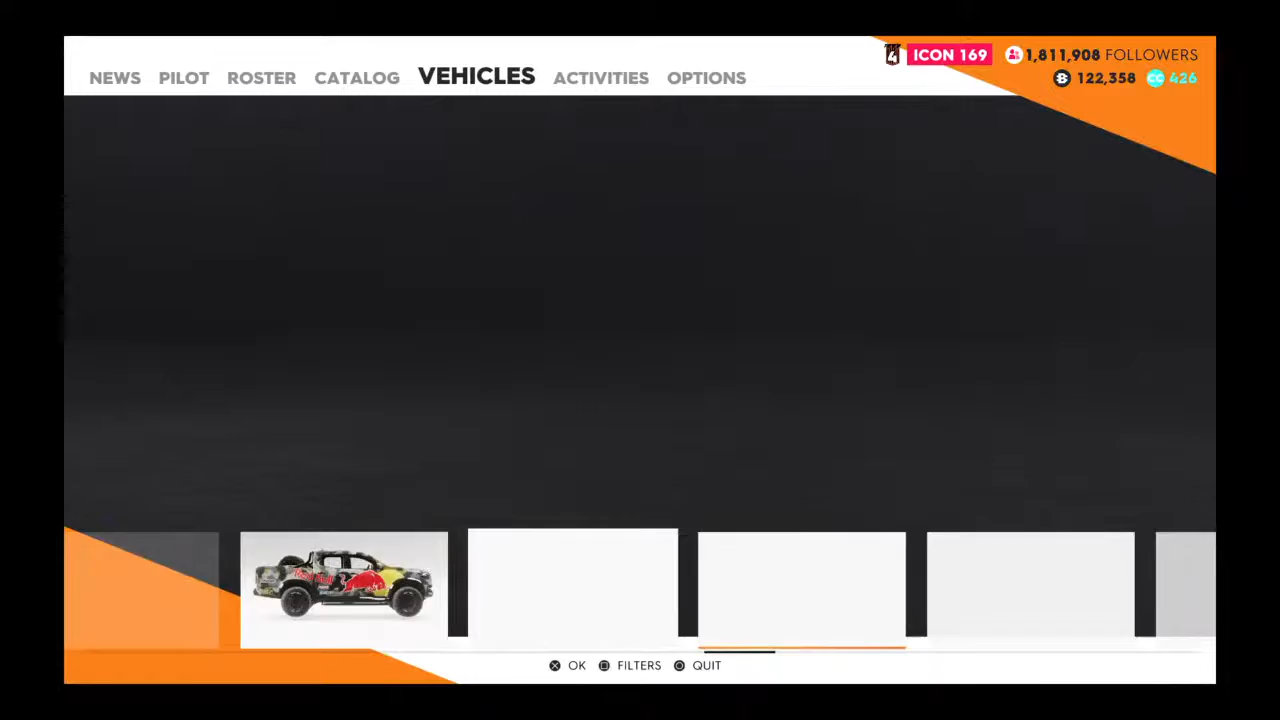 NEWS PILOT ROSTER CATALOG VEHICLES ACTIVITIES OPTIONS
4 ICON 169 1,811,908 FOLLOWERS
122,358 CC 426
OK FILTERS QUIT